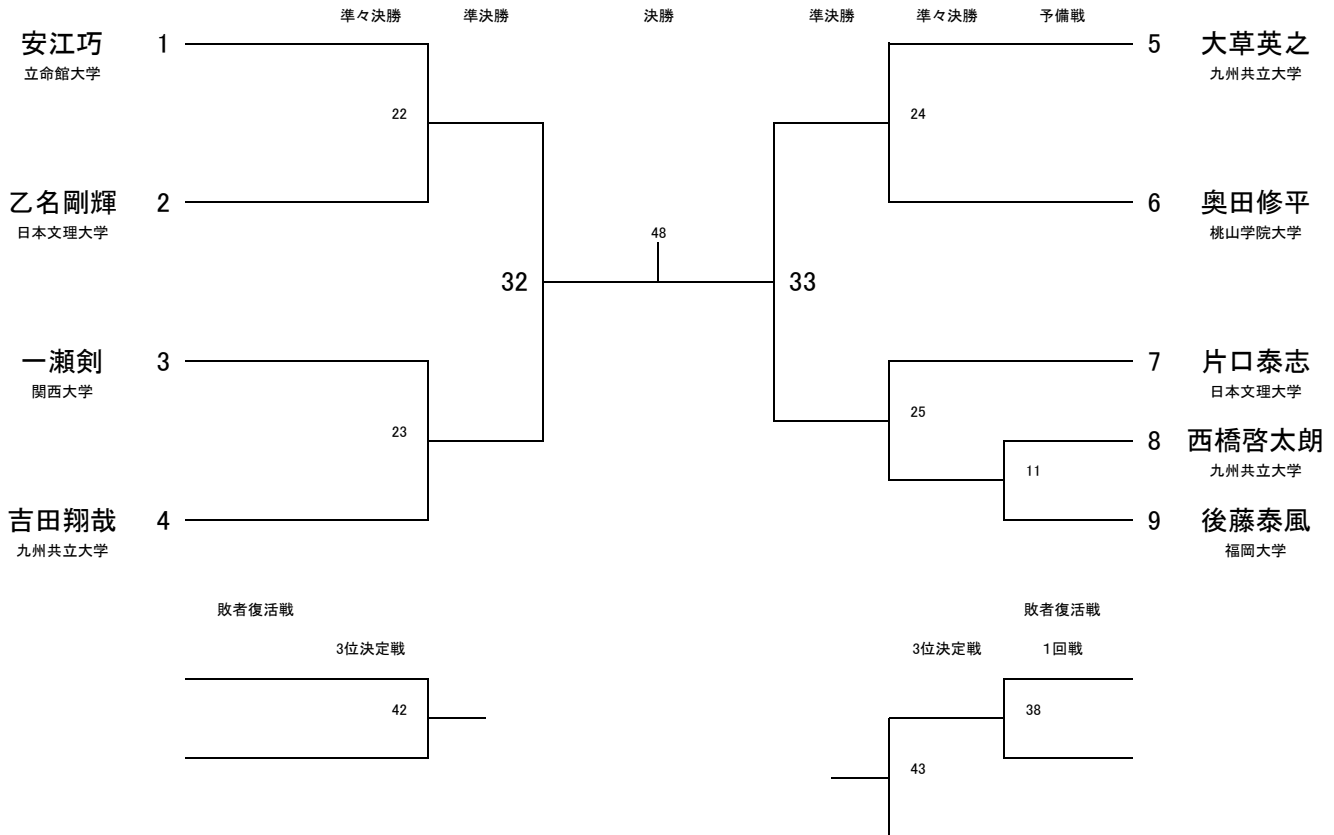 準々決勝 準決勝 決勝 準決勝 準々決勝 予備戦
安江巧 1 5 大草英之
立命館大学 九州共立大学
22 24
乙名剛輝 2 6 奥田修平
日本文理大学 桃山学院大学
48
32 33
一瀬剣 3 7 片口泰志
関西大学 日本文理大学
25
23 8 西橋啓太朗
11 九州共立大学
吉田翔哉 4 9 後藤泰風
九州共立大学 福岡大学
敗者復活戦 敗者復活戦
3位決定戦 3位決定戦 1回戦
42 38
43